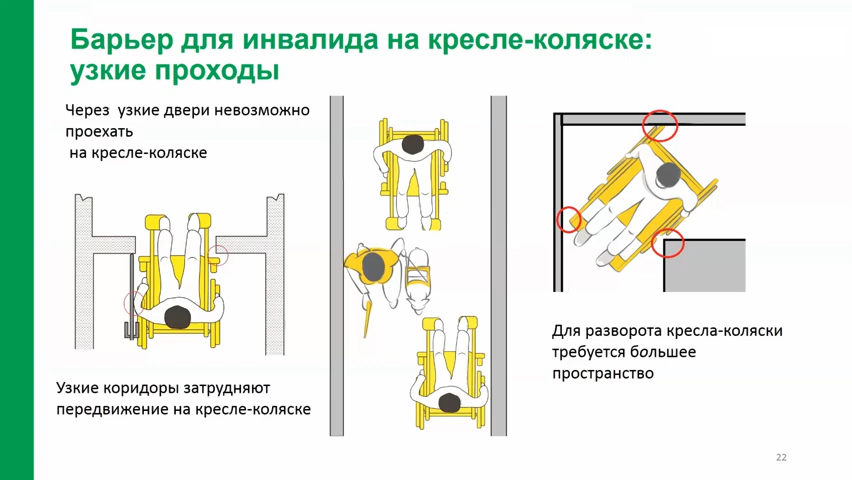 Барьер для инвалида на кресле-коляске:
узкие проходы
Через узкие двери невозможно
проехать
на кресле-коляске
Узкие коридоры затрудняют
передвижение на кресле-коляске
Для разворота кресла-коляски
требуется большее
пространство
22